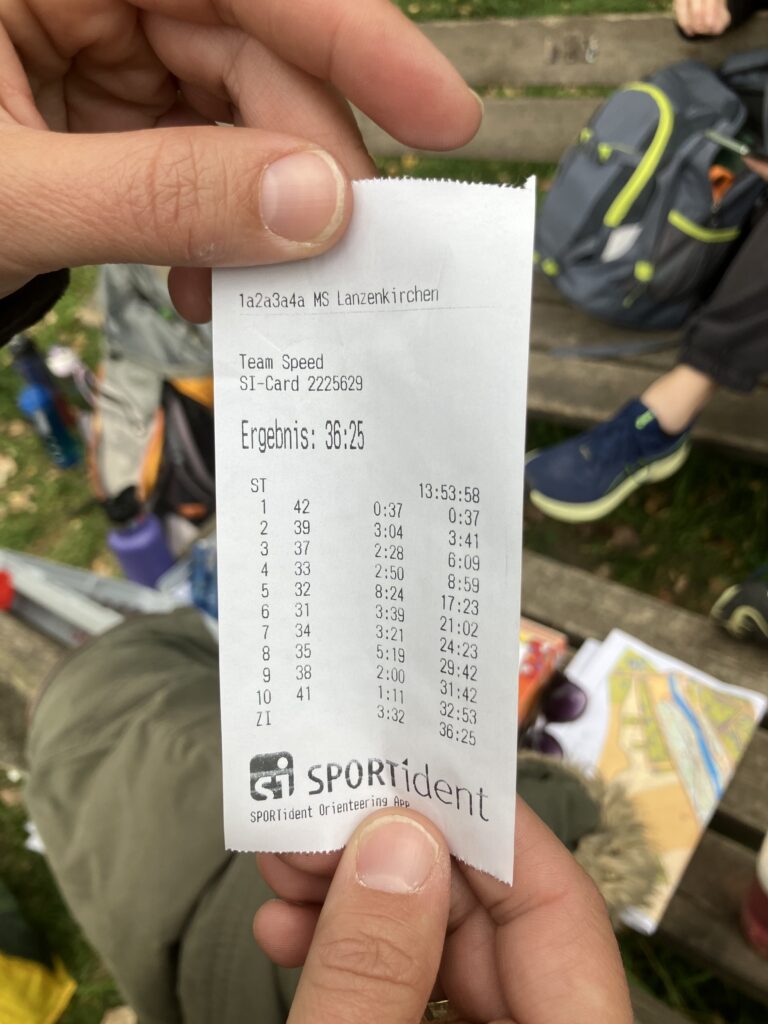 1a2a3a4a MS Lanzenkirchen
Team Speed
SI-Card 2225629
Ergebnis: 36:25
ST 13:53:58
1 42 0:37 0:37
2 39 3:04 3:41
3 37 2:28 6:09
4 33 2:50 8:59
5 32 8:24 17:23
6 31 3:39 21:02
7 34 3:21 24:23
8 35 5:19 29:42
9 38 2:00 31:42
10 41 1:11 32:53
ZI 3:32 36:25
si SPORTident
SPORTident Orienteering App